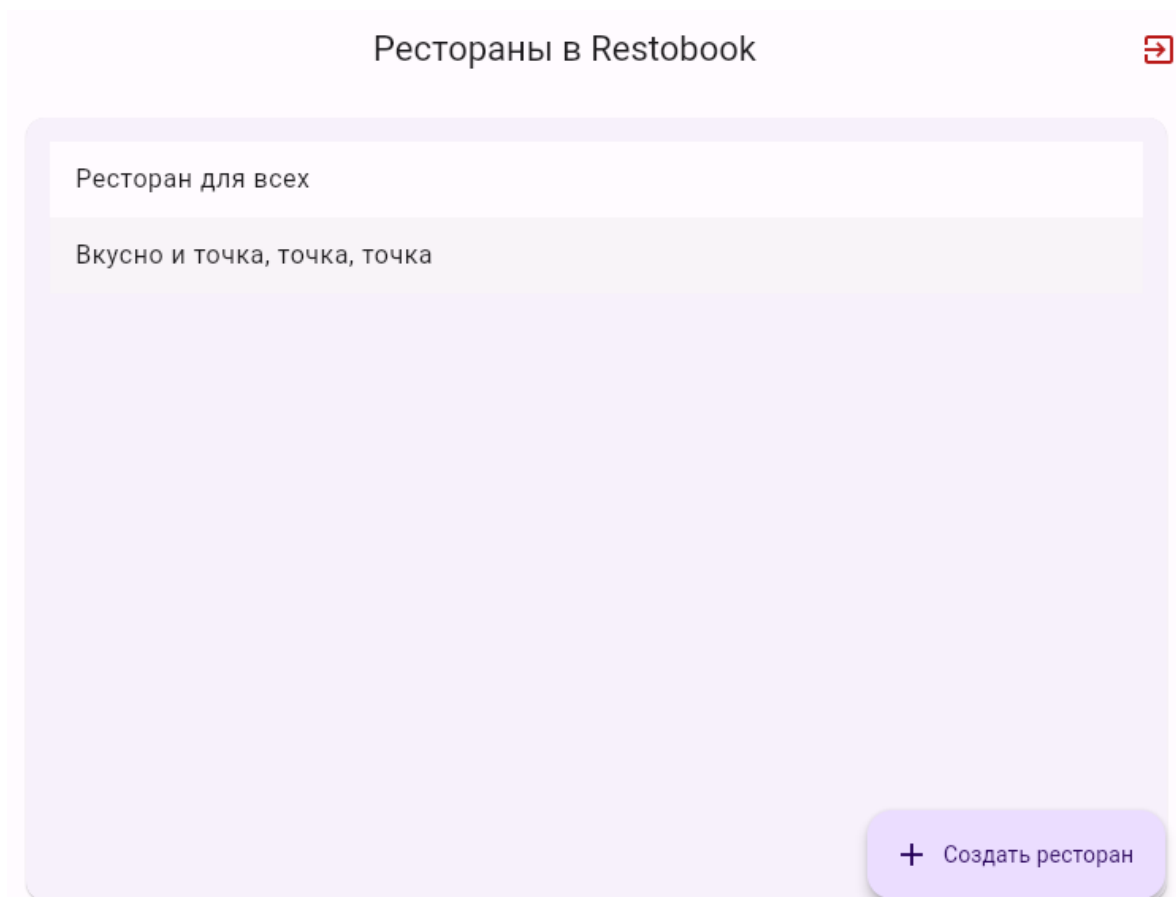 Рестораны в Restobook
Ресторан для всех
Вкусно и точка, точка, точка
Создать ресторан